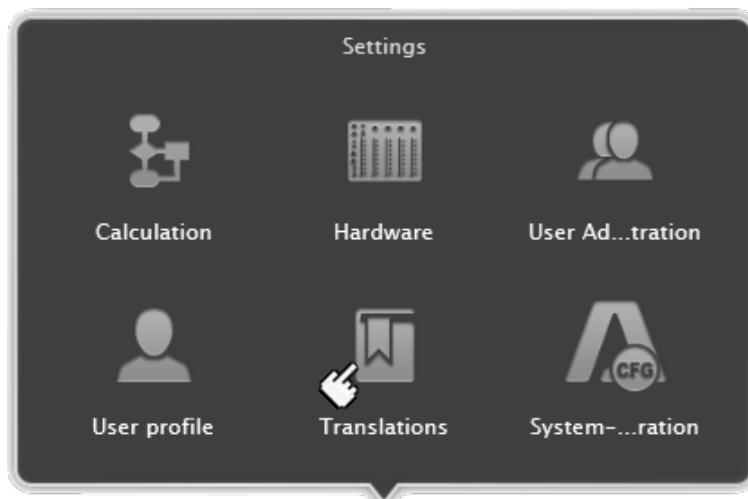 Settings
Calculation
Hardware
User Ad...tration
User profile
Translations
CFG
System-...ration